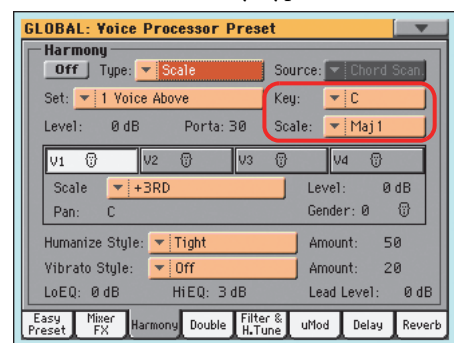 GLOBAL: Voice Processor Preset
Harmony
Off Type: Scale Source: Chord Scan.
Set: 1 Voice Above Key: C
Level: 0 dB Porta: 30 Scale: Maj1
V1 V2 V3 V4
Scale +3RD Level: 0 dB
Pan: C Gender: 0
Humanize Style: Tight Amount: 50
Vibrato Style: Off Amount: 20
LoEQ: 0 dB HiEQ: 3 dB Lead Level: 0 dB
Easy Preset Mixer FX Harmony Double Filter & H.Tune uMod Delay Reverb